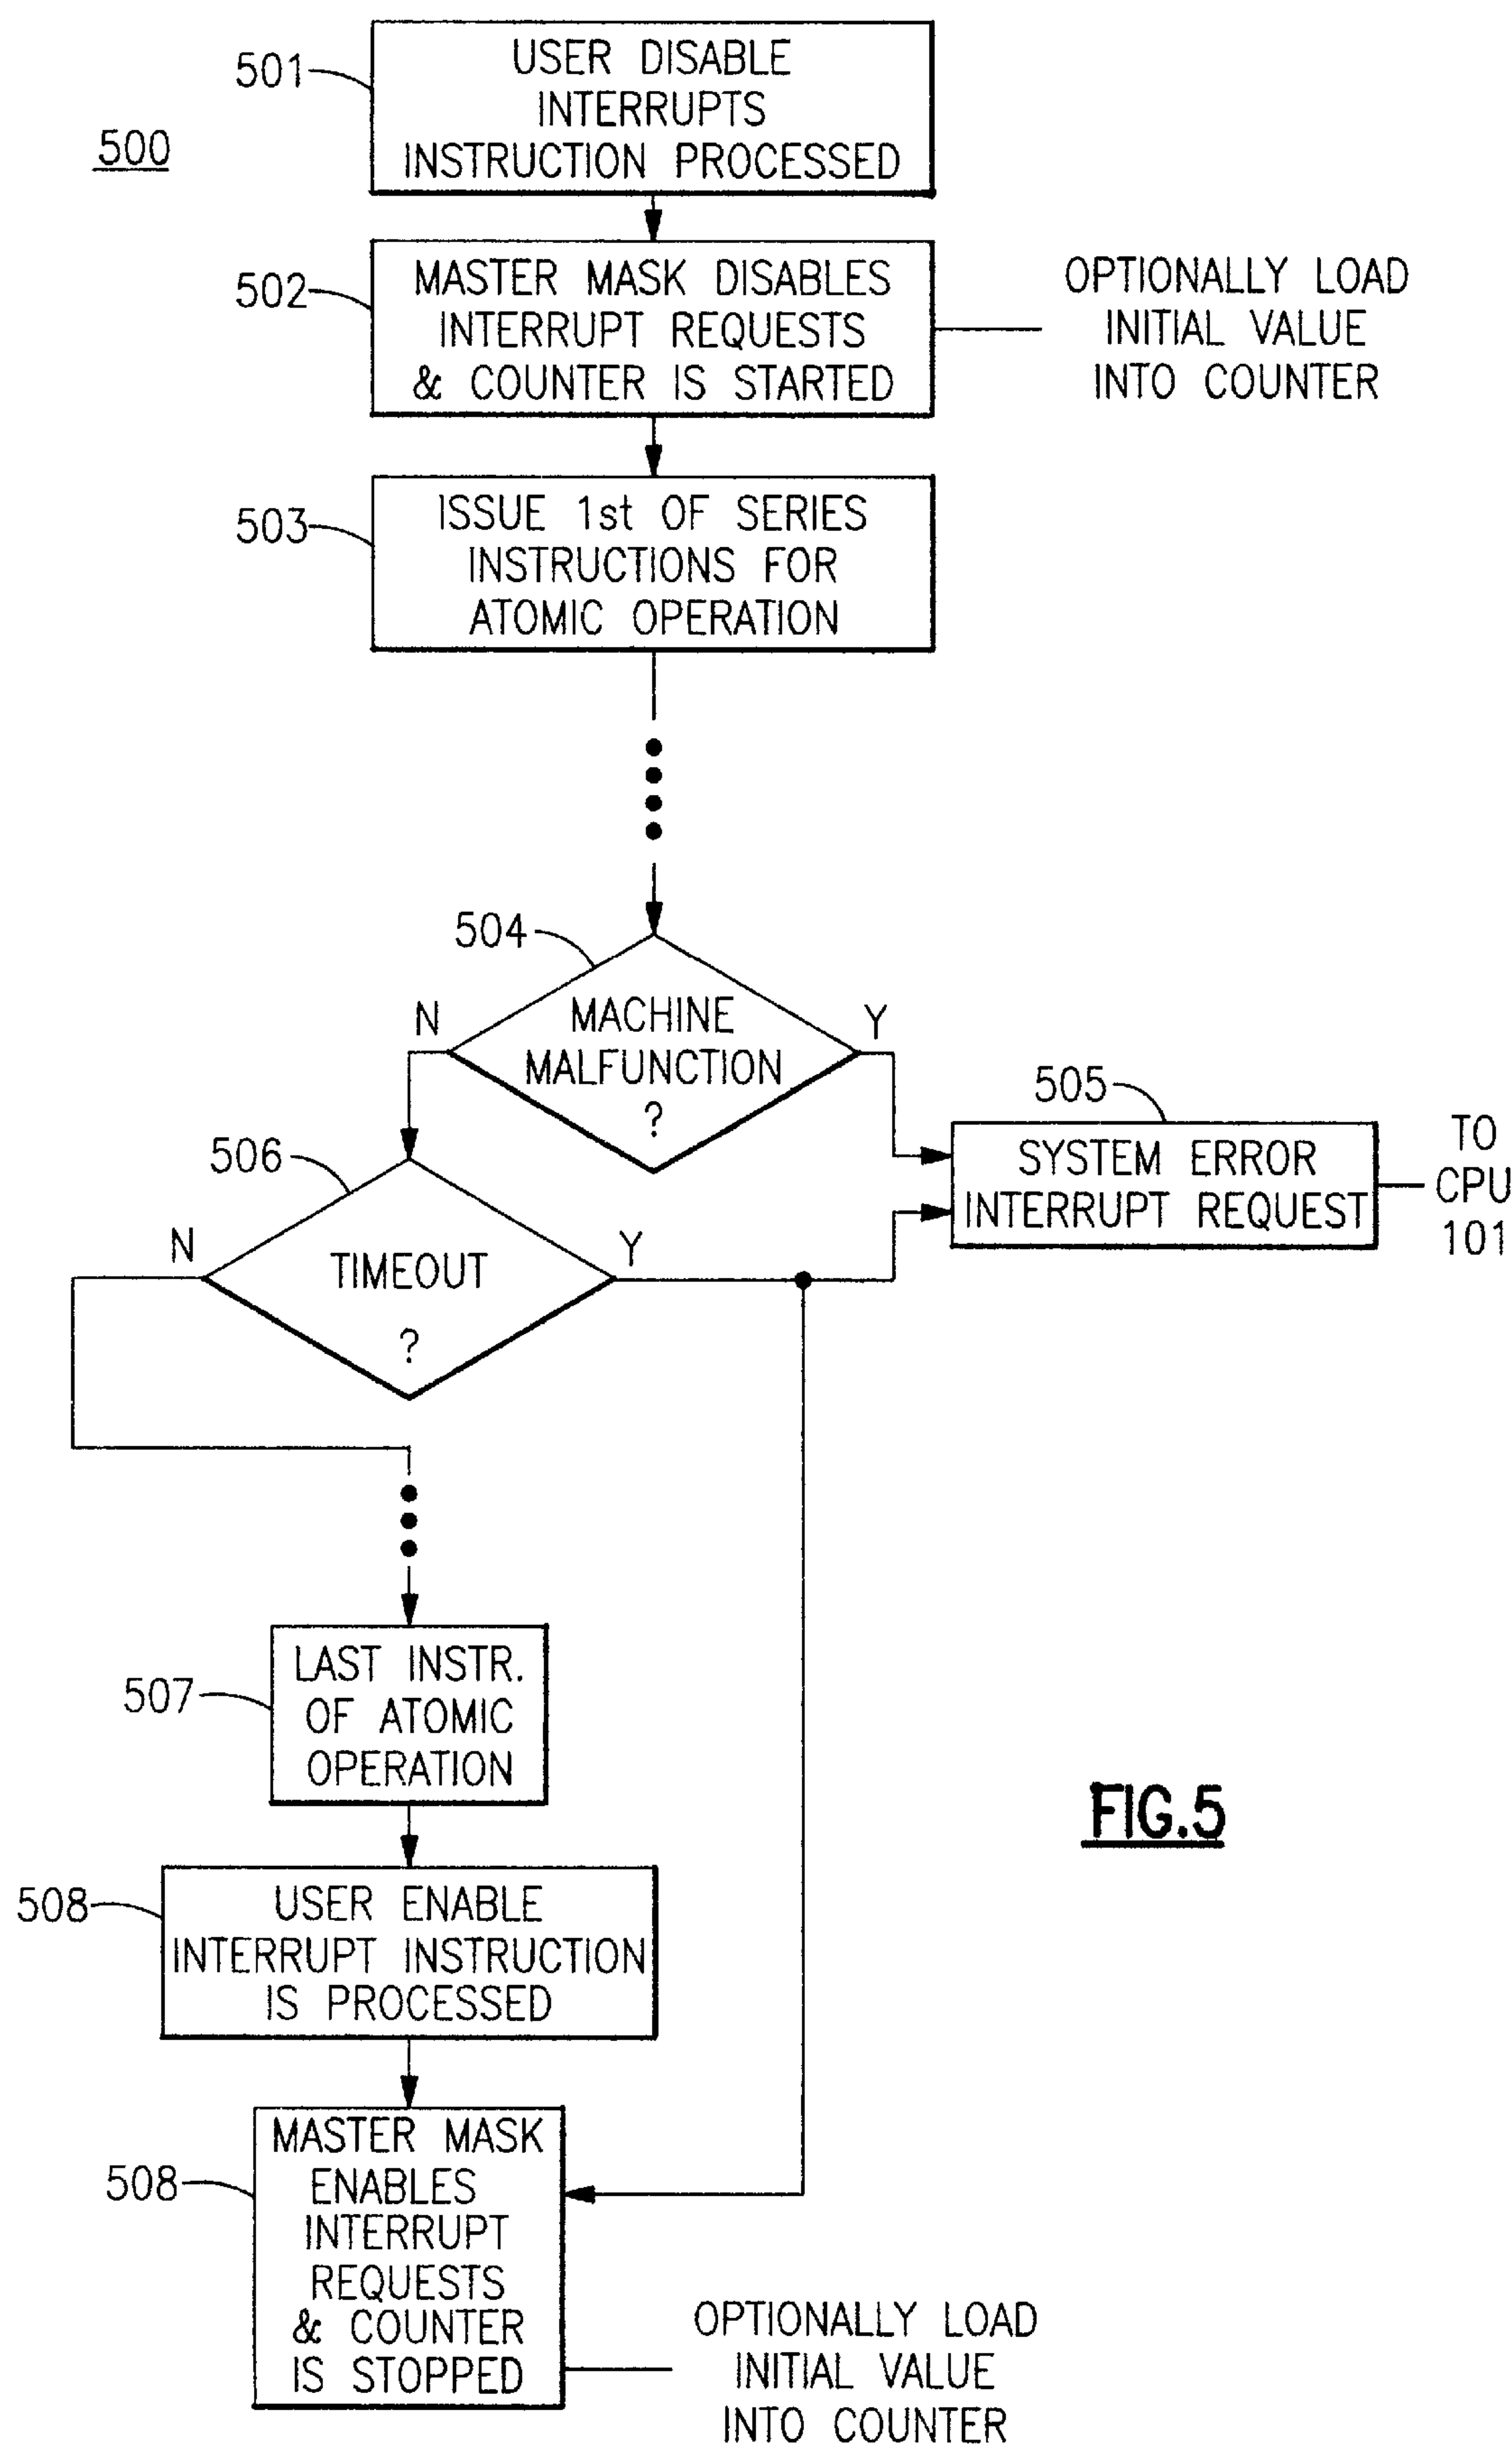 501
USER DISABLE
INTERRUPTS
INSTRUCTION PROCESSED
500
502
MASTER MASK DISABLES
INTERRUPT REQUESTS
& COUNTER IS STARTED
OPTIONALLY LOAD
INITIAL VALUE
INTO COUNTER
503
ISSUE 1st OF SERIES
INSTRUCTIONS FOR
ATOMIC OPERATION
504
N
MACHINE
MALFUNCTION
?
Y
505
SYSTEM ERROR
INTERRUPT REQUEST
TO
CPU
101
506
N
TIMEOUT
?
Y
507
LAST INSTR.
OF ATOMIC
OPERATION
FIG.5
508
USER ENABLE
INTERRUPT INSTRUCTION
IS PROCESSED
508
MASTER MASK
ENABLES
INTERRUPT
REQUESTS
& COUNTER
IS STOPPED
OPTIONALLY LOAD
INITIAL VALUE
INTO COUNTER